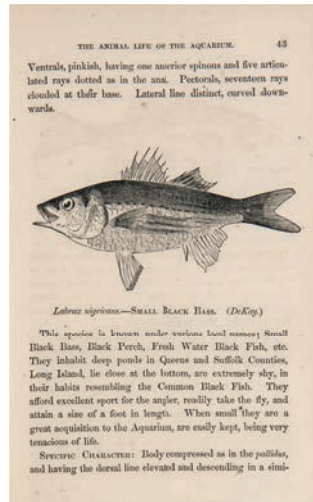 THE ANIMAL LIFE OF THE AQUARIUM. 43
Ventrals, pinkish, having one anterior spinous and five articu-
lated rays dotted as in the anal. Pectorals, seventeen rays
clouded at their base. Lateral line distinct, curved down-
wards.
Labrax nigricans.—SMALL BLACK BASS. (DeKay.)
This species is known under various local names: Small
Black Bass, Black Perch, Fresh Water Black Fish, etc.
They inhabit deep ponds in Queens and Suffolk Counties,
Long Island, lie close at the bottom, are extremely shy, in
their habits resembling the Common Black Fish. They
afford excellent sport for the angler, readily take the fly, and
attain a size of a foot in length. When small they are a
great acquisition to the Aquarium, are easily kept, being very
tenacious of life.
SPECIFIC CHARACTER: Body compressed as in the pallidus,
and having the dorsal line elevated and descending in a simi-